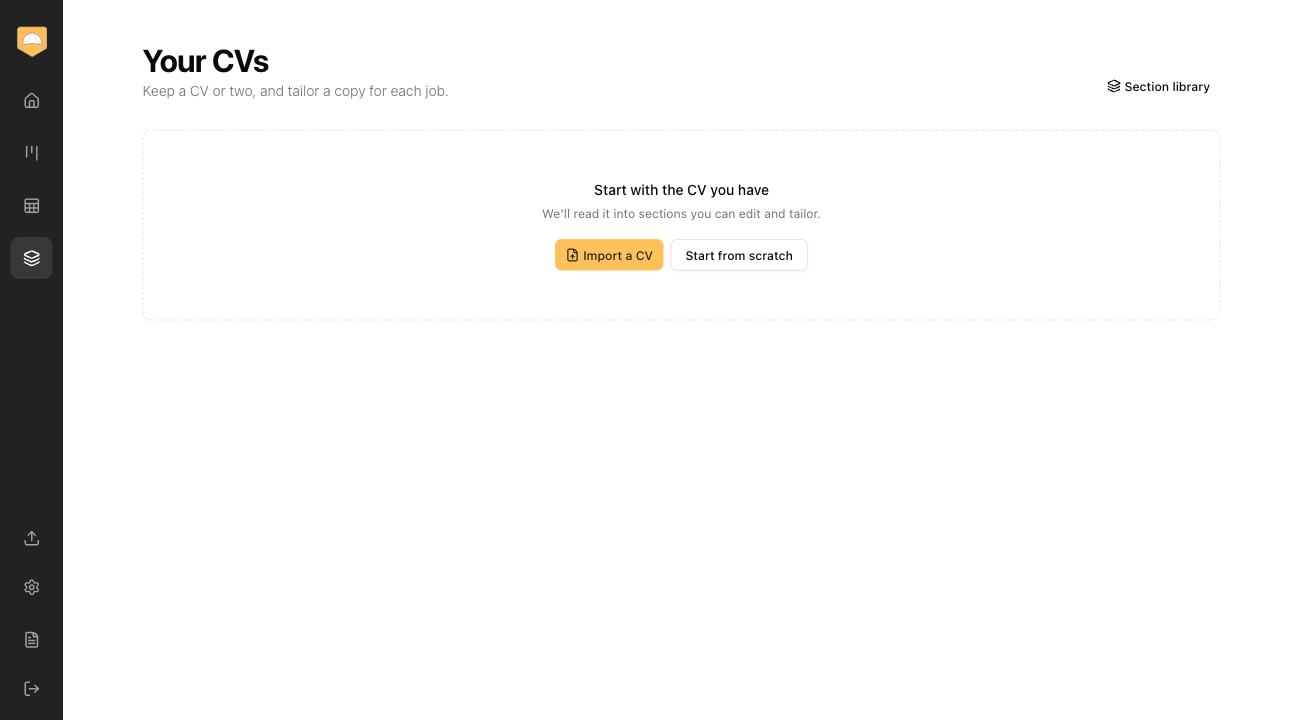 Your CVs
Keep a CV or two, and tailor a copy for each job.
Section library
Start with the CV you have
We'll read it into sections you can edit and tailor.
Import a CV
Start from scratch